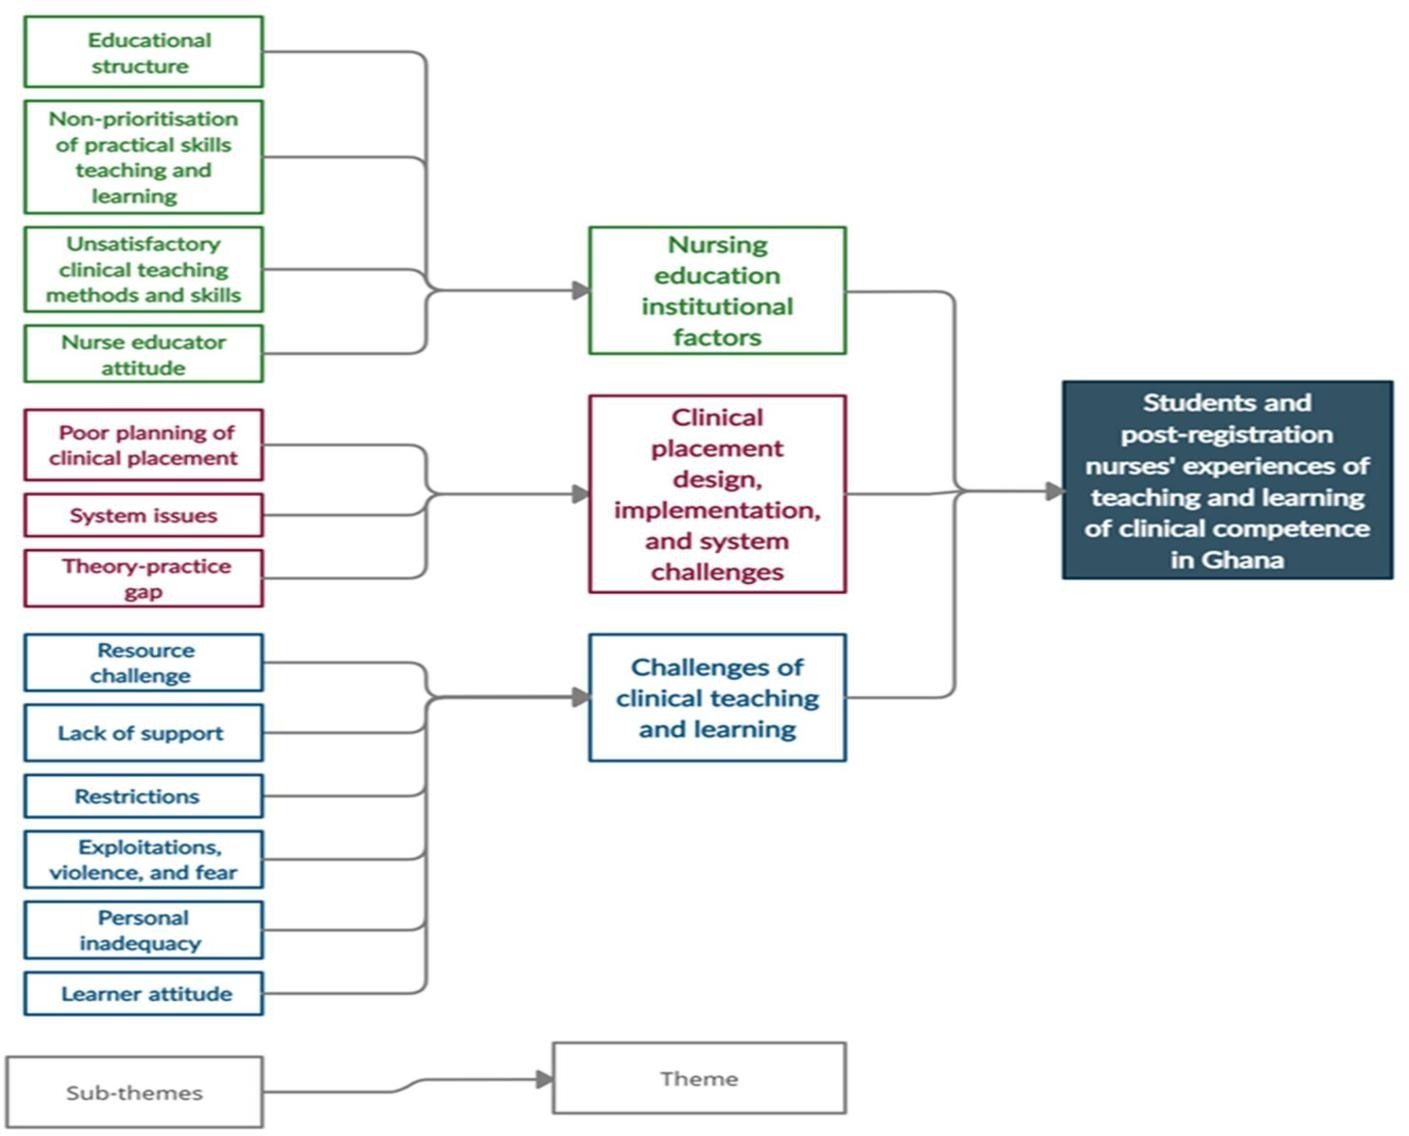 Educational
structure
Non-prioritisation
of practical skills
teaching and
learning
Unsatisfactory
clinical teaching
methods and skills
Nurse educator
attitude
Poor planning of
clinical placement
System issues
Theory-practice
gap
Resource
challenge
Lack of support
Restrictions
Exploitations,
violence, and fear
Personal
inadequacy
Learner attitude
Sub-themes
Nursing
education
institutional
factors
Clinical
placement
design,
implementation,
and system
challenges
Challenges of
clinical teaching
and learning
Theme
Students and
post-registration
nurses' experiences of
teaching and learning
of clinical competence
in Ghana